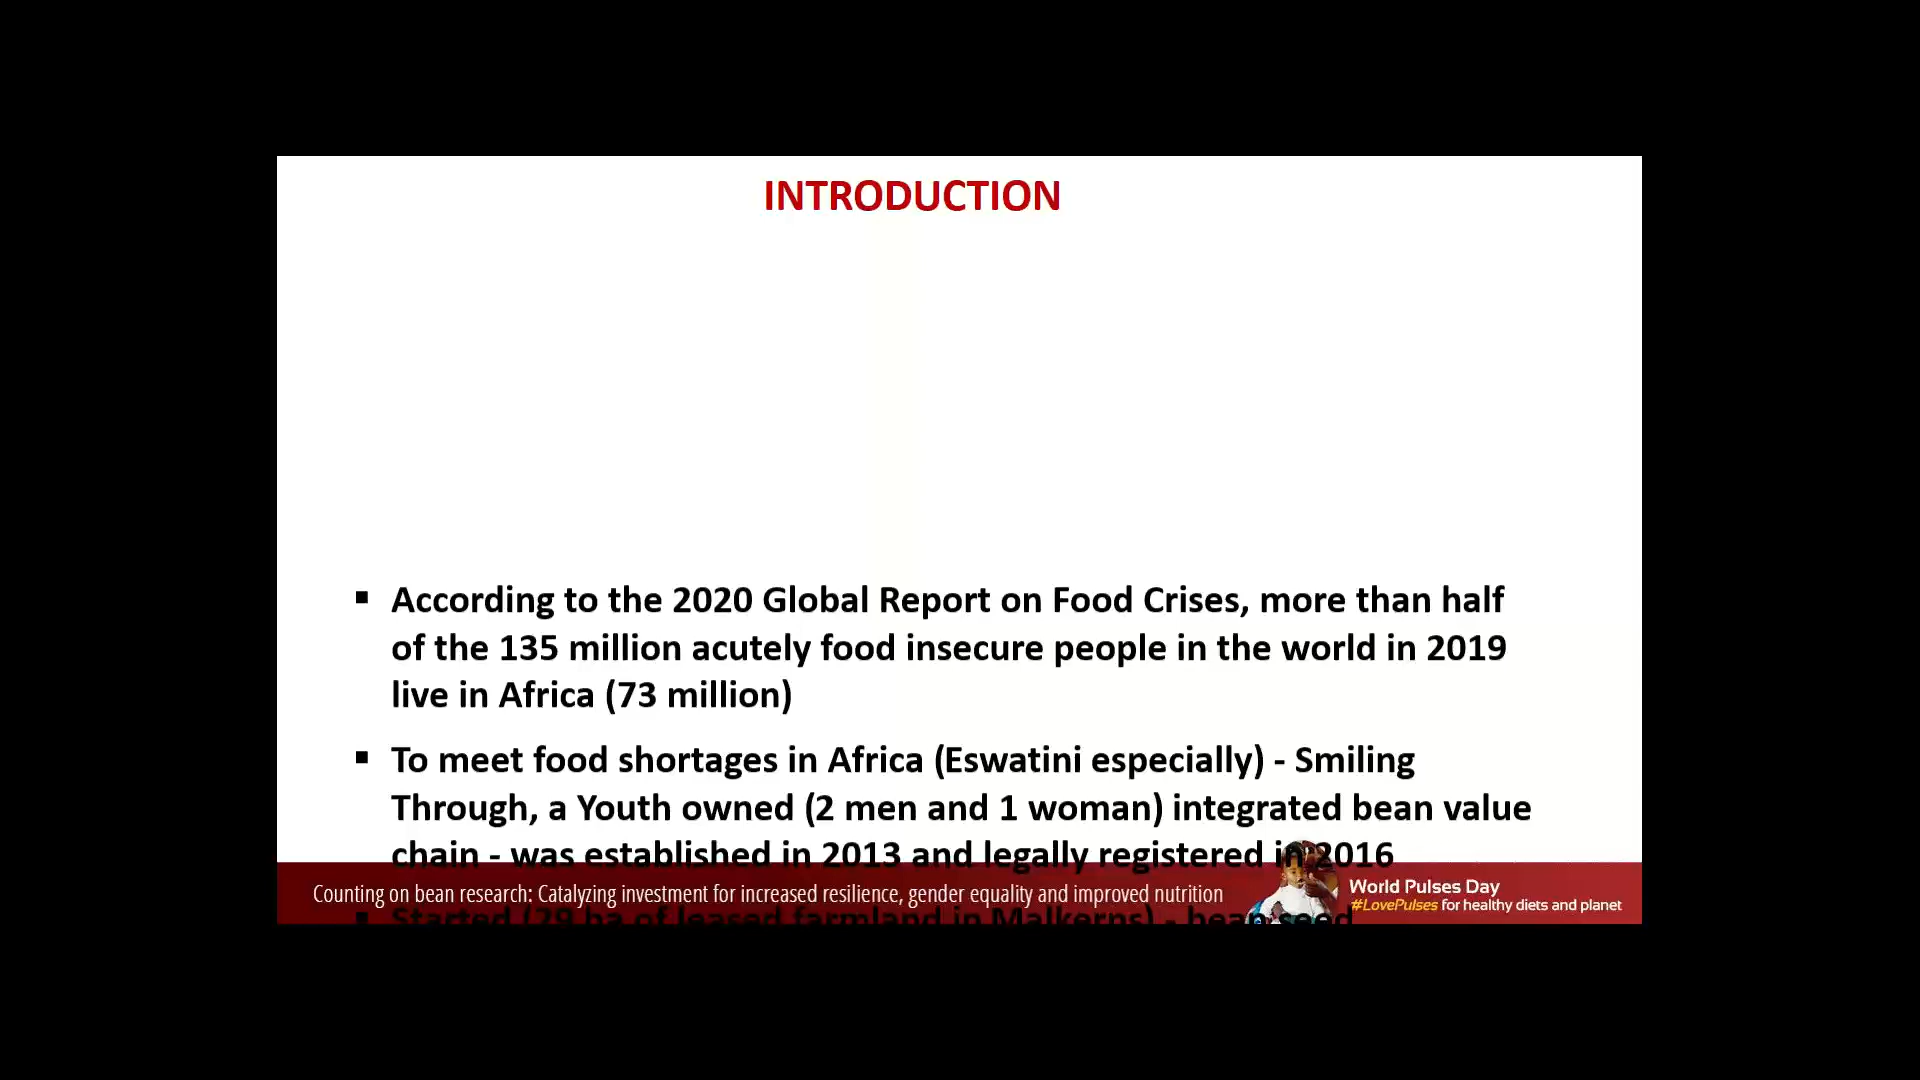 INTRODUCTION
▪ According to the 2020 Global Report on Food Crises, more than half
of the 135 million acutely food insecure people in the world in 2019
live in Africa (73 million)
▪ To meet food shortages in Africa (Eswatini especially) - Smiling
Through, a Youth owned (2 men and 1 woman) integrated bean value
chain - was established in 2013 and legally registered in 2016
Counting on bean research: Catalyzing investment for increased resilience, gender equality and improved nutrition
World Pulses Day
#LovePulses for healthy diets and planet
▪ Started (29 ha of leased farmland in Malkerns) - bean seed